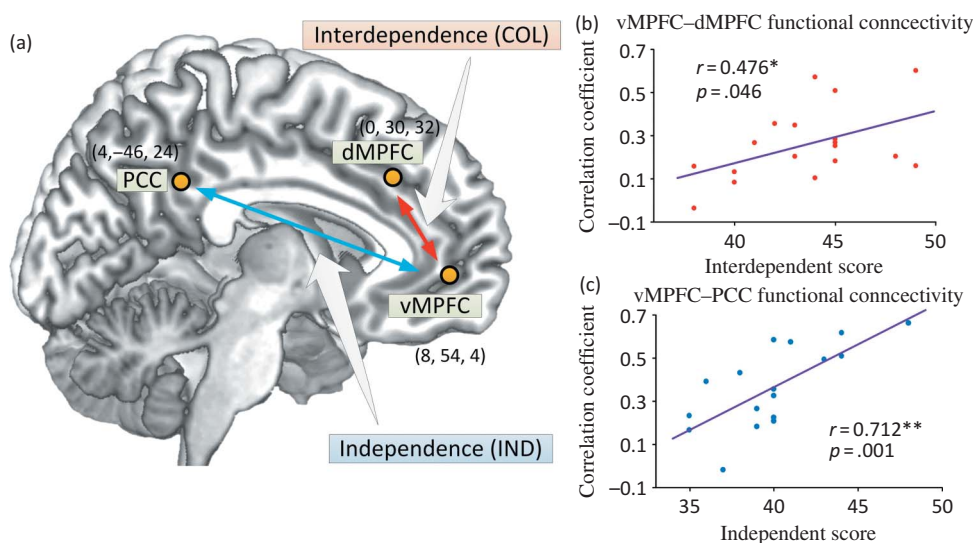 (a)
Interdependence (COL)
(0, 30, 32)
(4,–46, 24)
dMPFC
PCC
vMPFC
(8, 54, 4)
Independence (IND)
(b)
vMPFC–dMPFC functional conncectivity
Correlation coefficient
0.7
0.5
0.3
0.1
–0.1
r = 0.476*
p = .046
40
45
50
Interdependent score
(c)
vMPFC–PCC functional conncectivity
Correlation coefficient
0.7
0.5
0.3
0.1
–0.1
r = 0.712**
p = .001
35
40
45
50
Independent score